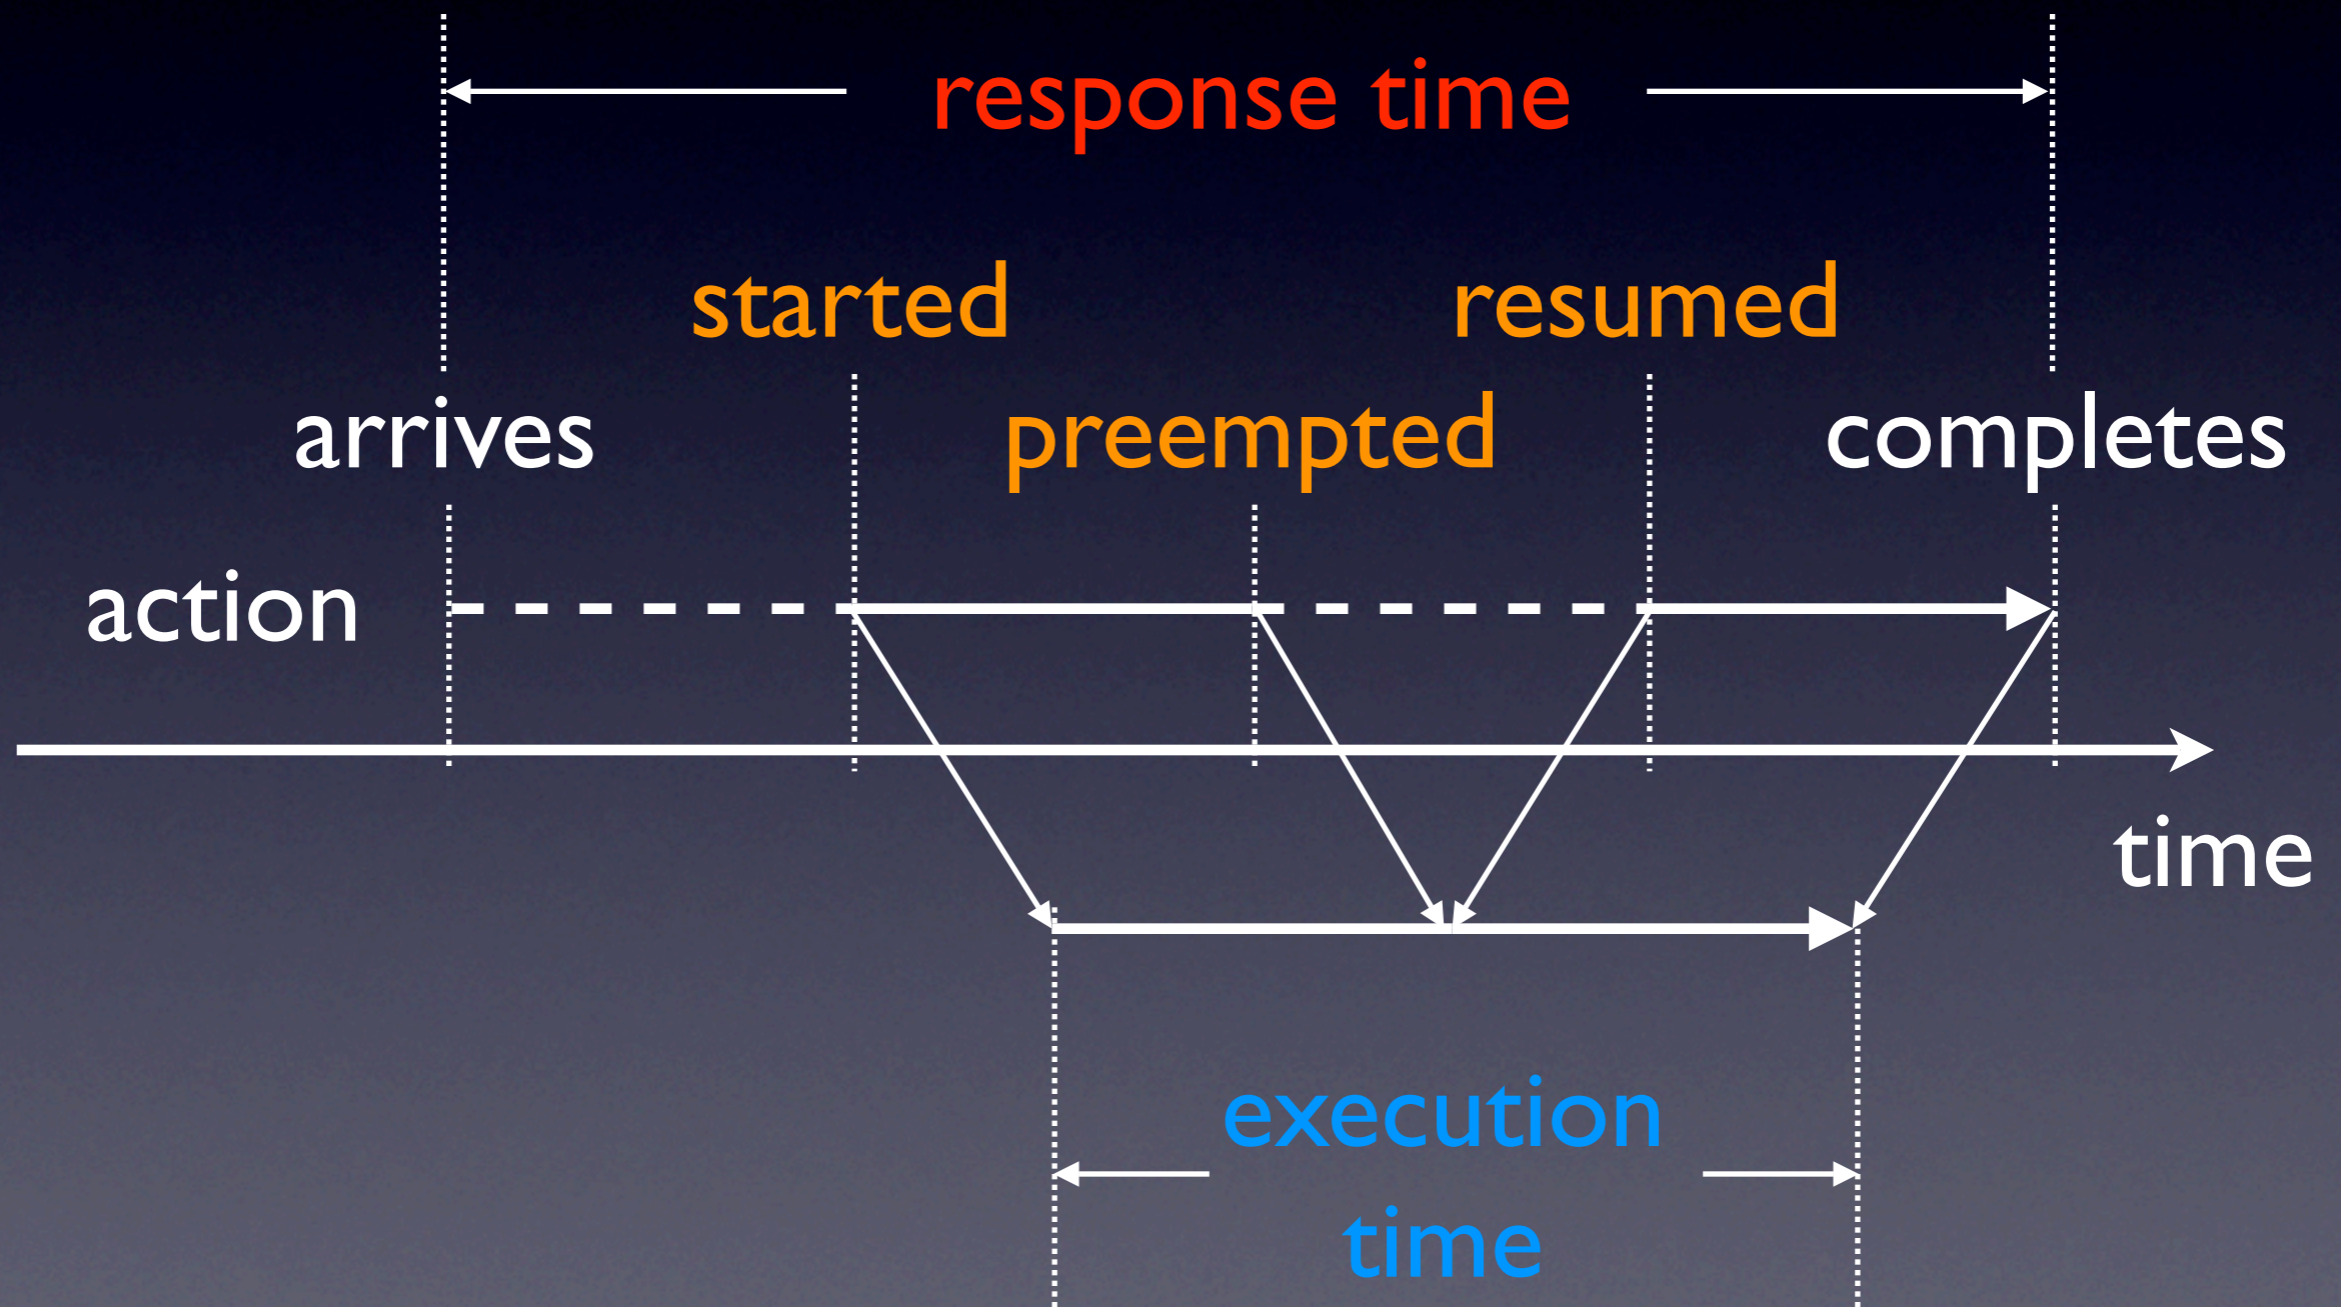 response time
started
resumed
arrives
preempted
completes
action
time
execution
time